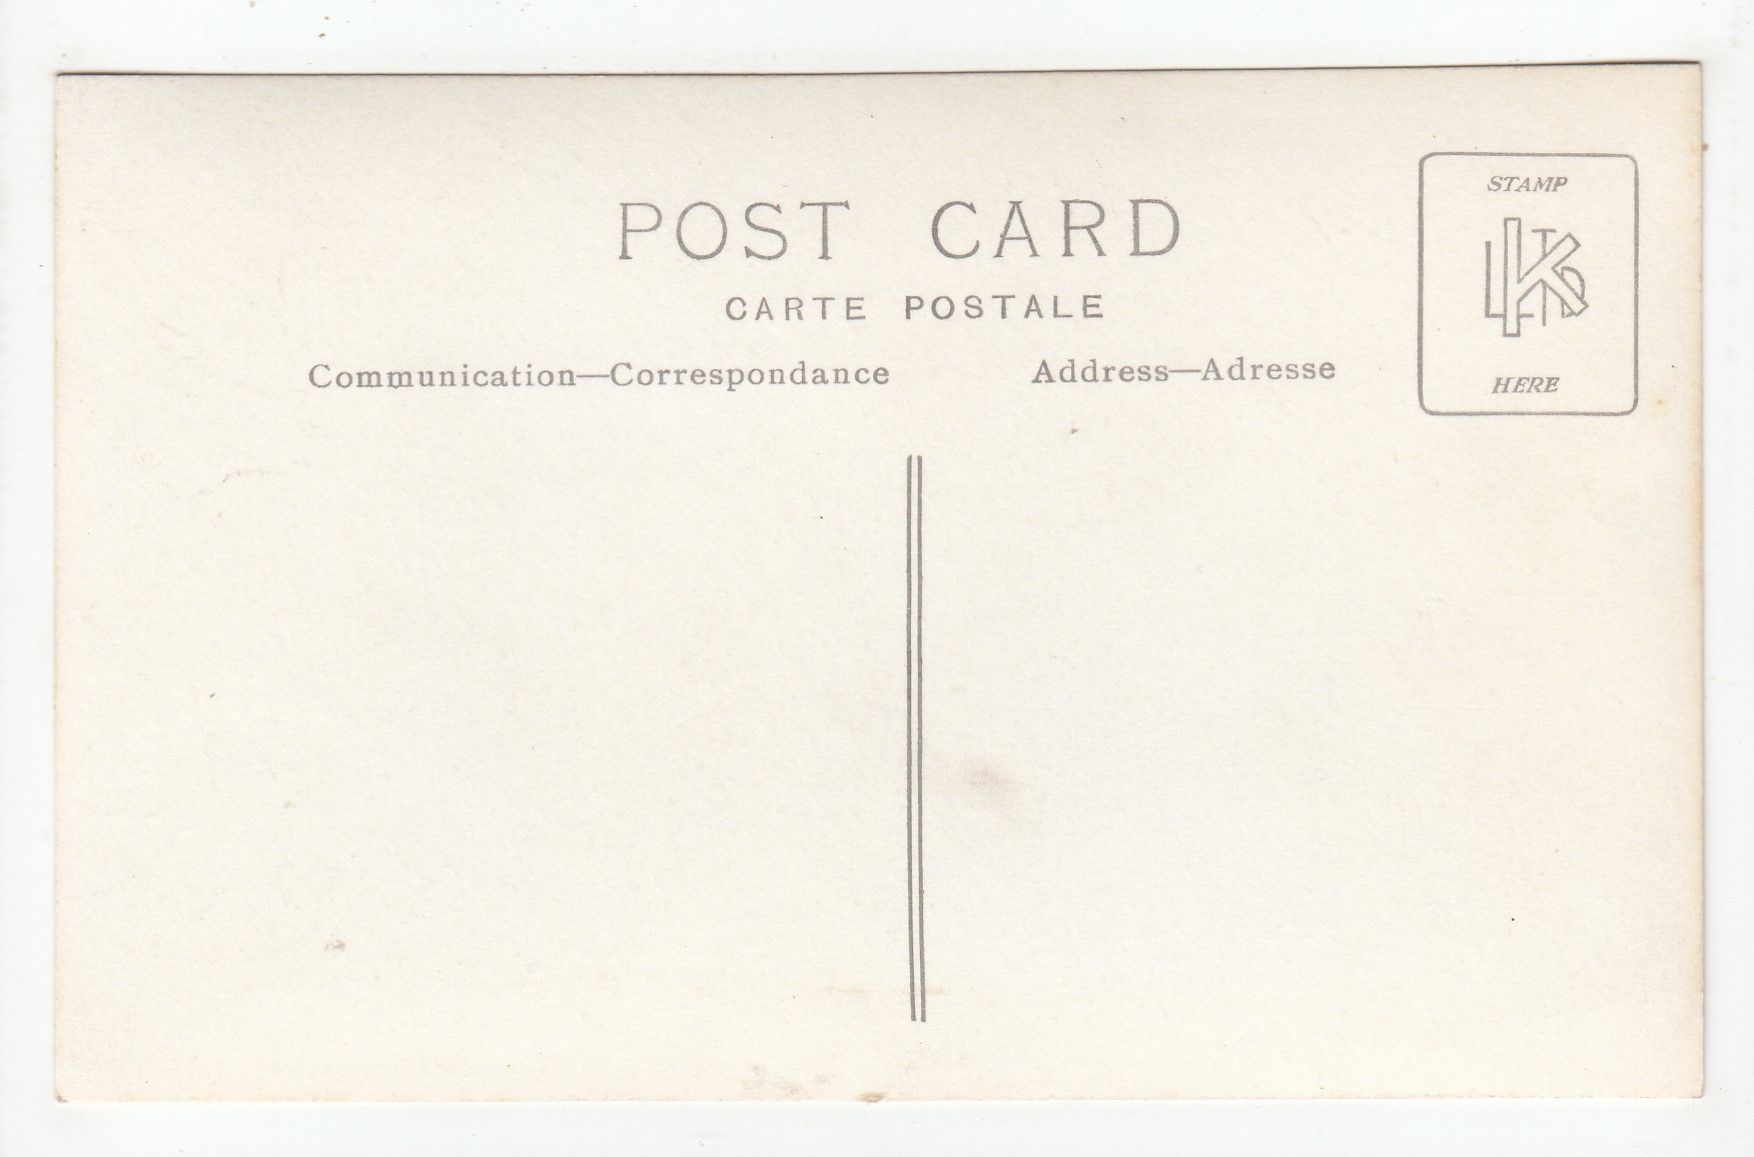 POST CARD
CARTE POSTALE
Communication—Correspondance
Address—Adresse
STAMP
HERE